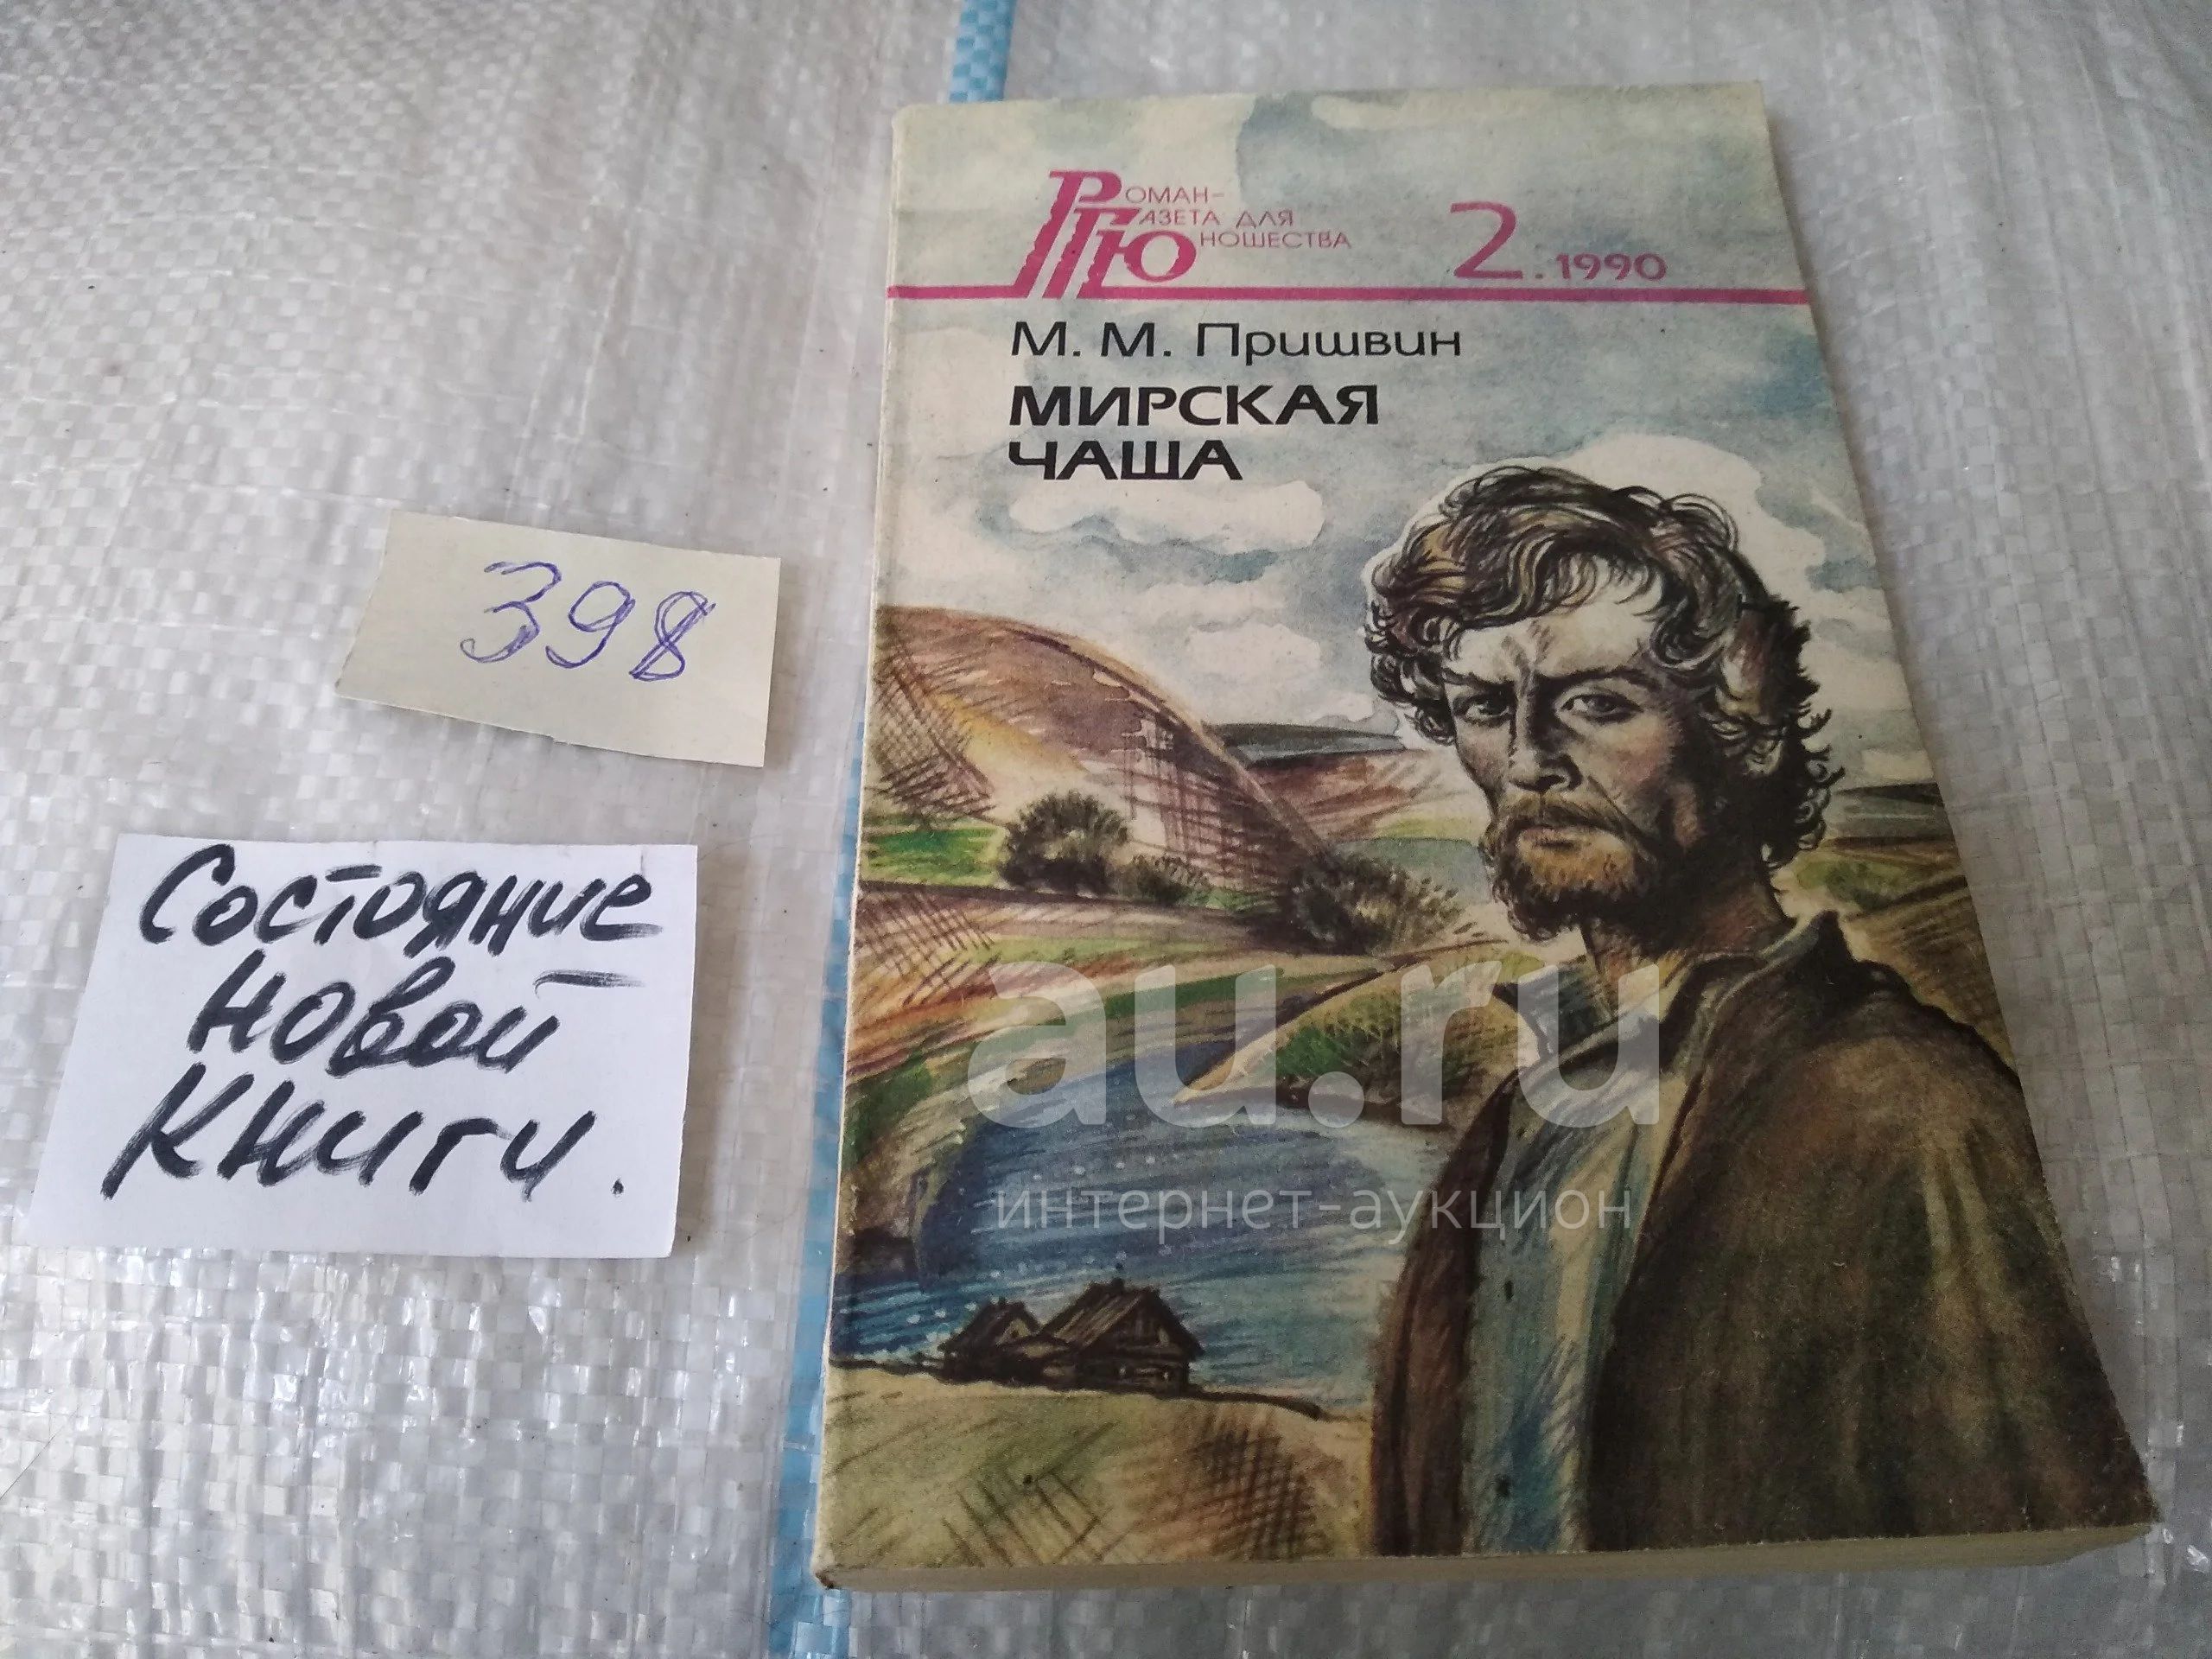 РОМАН-
ГАЗЕТА ДЛЯ
ЮНОШЕСТВА
2.1990
М. М. Пришвин
МИРСКАЯ
ЧАША
398
Состояние
новой
книги.
au.ru
интернет-аукцион